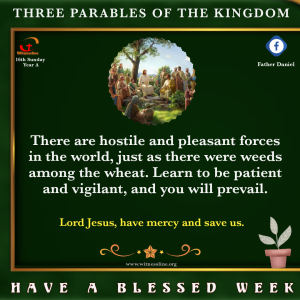 THREE PARABLES OF THE KINGDOM
Witnessline
16th Sunday
Year A
Father Daniel
There are hostile and pleasant forces
in the world, just as there were weeds
among the wheat. Learn to be patient
and vigilant, and you will prevail.
Lord Jesus, have mercy and save us.
www.witnessline.org
HAVE A BLESSED WEEK